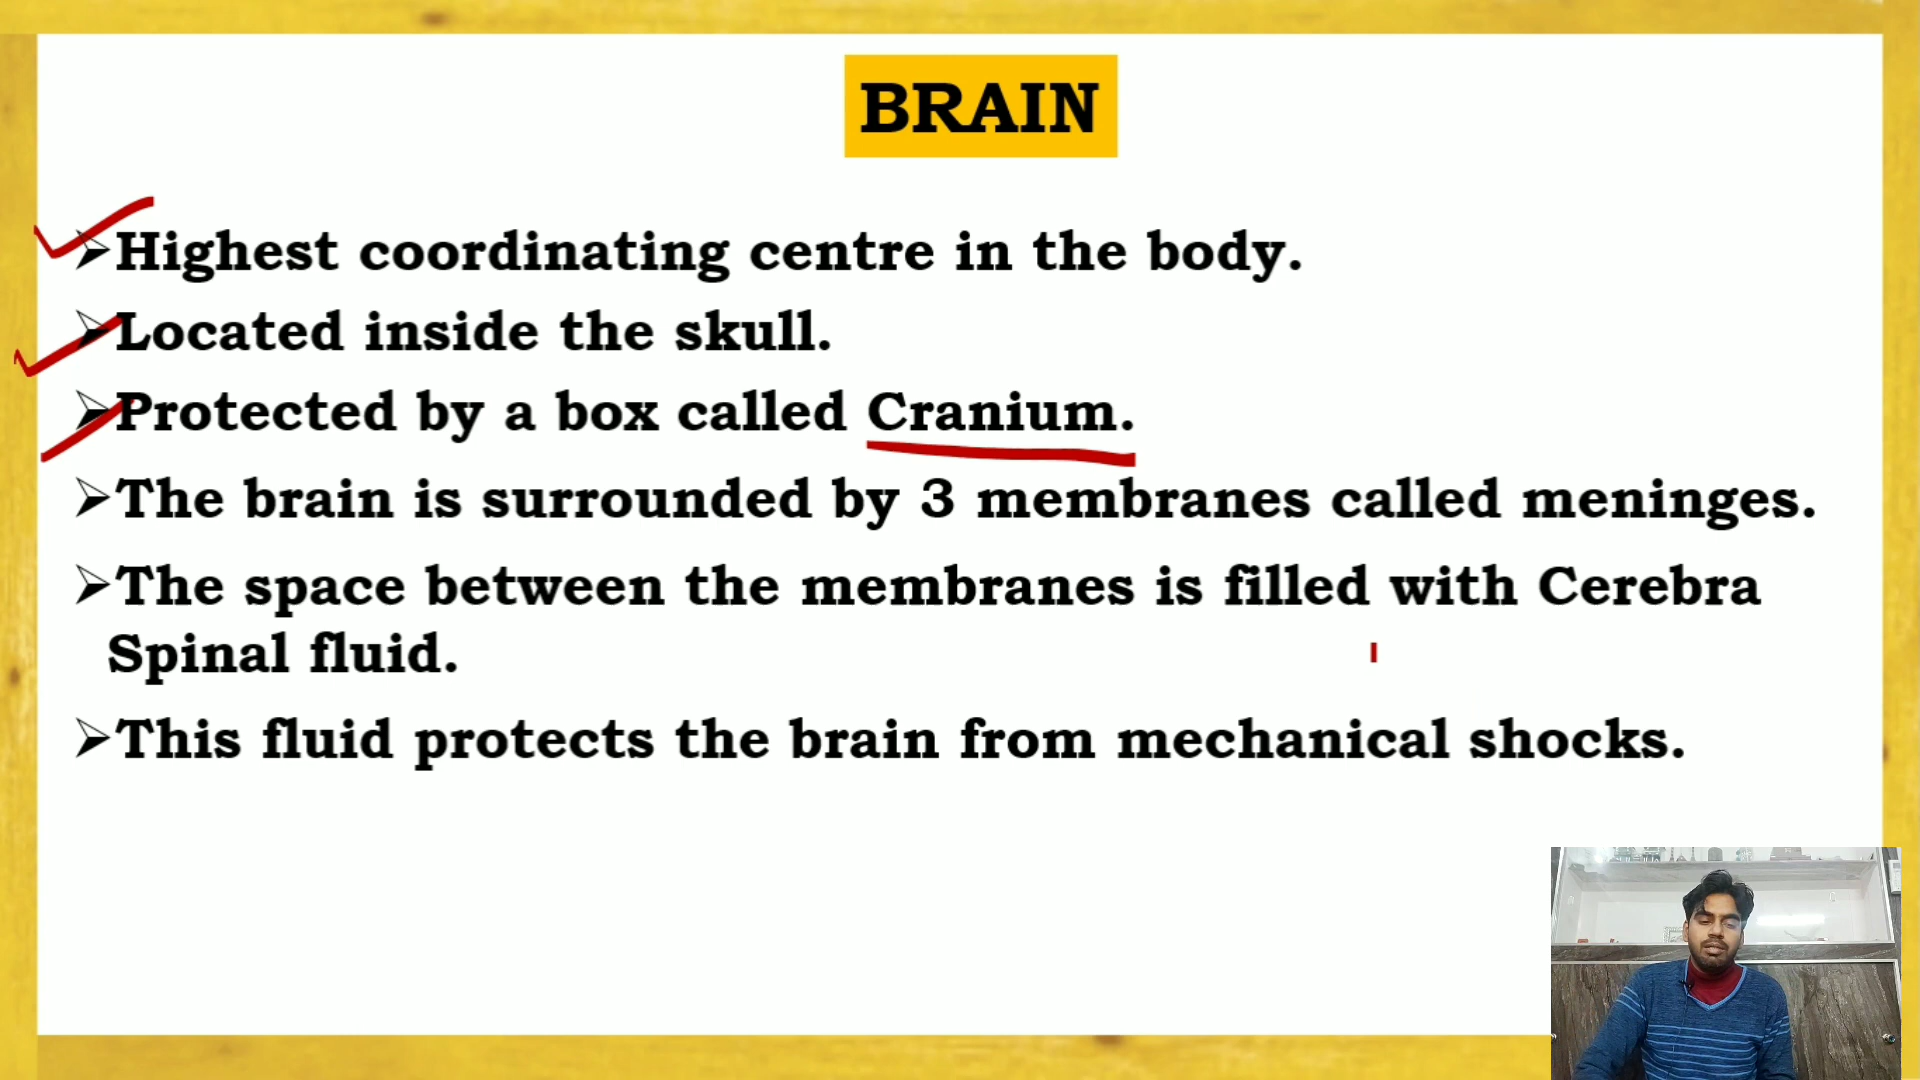 BRAIN
➢Highest coordinating centre in the body.
➢Located inside the skull.
➢Protected by a box called Cranium.
➢The brain is surrounded by 3 membranes called meninges.
➢The space between the membranes is filled with Cerebra
Spinal fluid.
➢This fluid protects the brain from mechanical shocks.